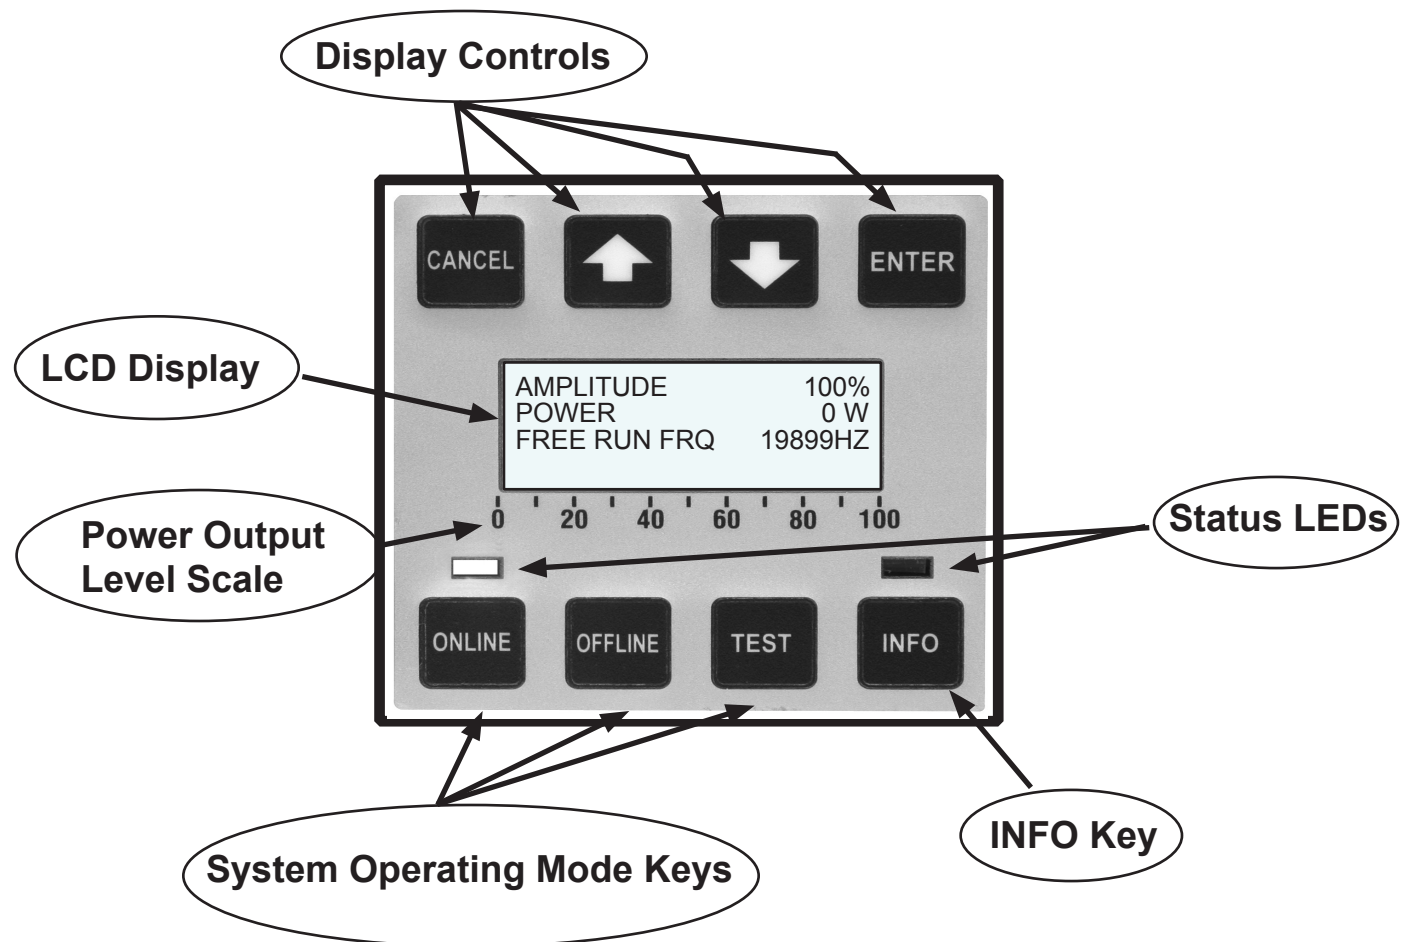 Display Controls
CANCEL
ENTER
LCD Display
AMPLITUDE 100%
POWER 0 W
FREE RUN FRQ 19899HZ
0 20 40 60 80 100
Power Output
Level Scale
Status LEDs
ONLINE
OFFLINE
TEST
INFO
System Operating Mode Keys
INFO Key